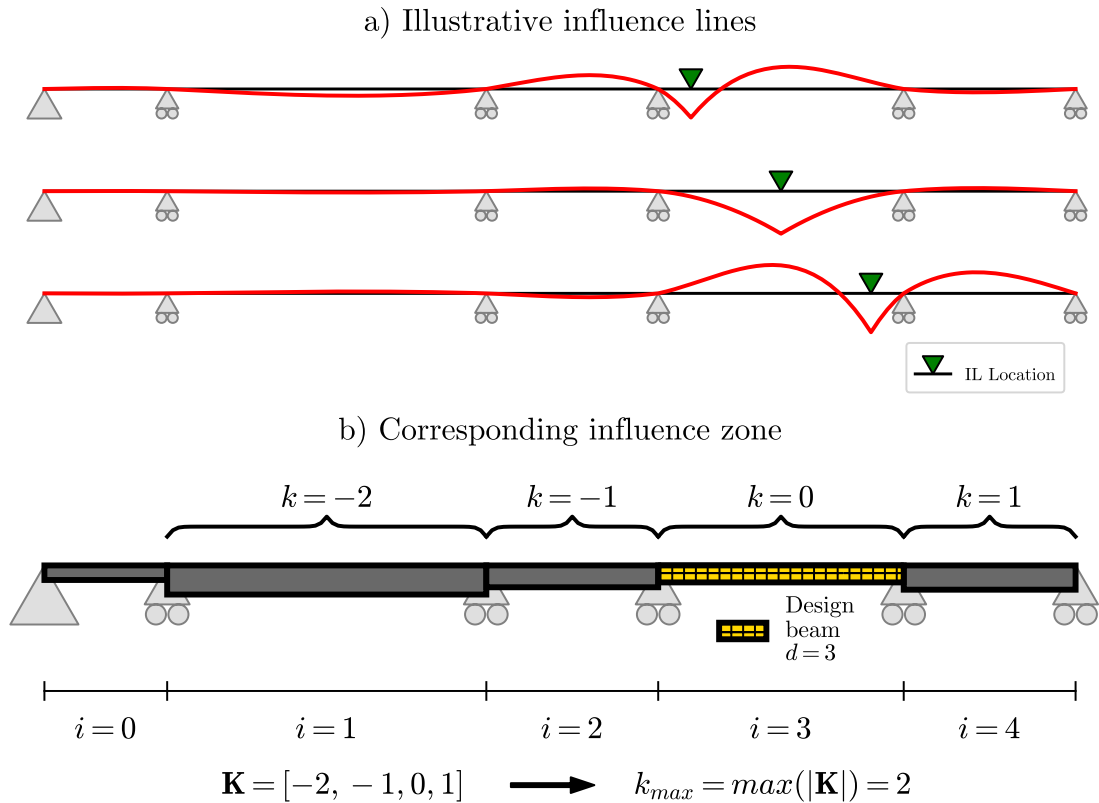 a) Illustrative influence lines
IL Location
b) Corresponding influence zone
k = −2 k = −1 k = 0 k = 1
Design
beam
d = 3
i = 0 i = 1 i = 2 i = 3 i = 4
K = [−2, −1, 0, 1] k_max = max(|K|) = 2